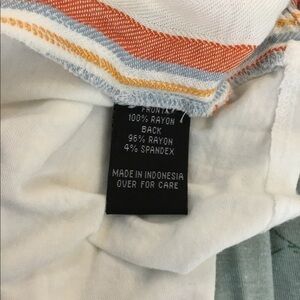 FRONT
100% RAYON
BACK
96% RAYON
4% SPANDEX
MADE IN INDONESIA
OVER FOR CARE